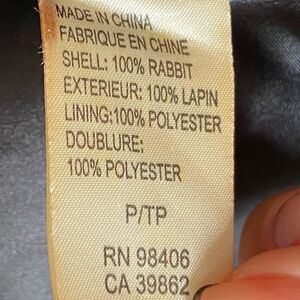 MADE IN CHINA
FABRIQUE EN CHINE
SHELL: 100% RABBIT
EXTERIEUR: 100% LAPIN
LINING:100% POLYESTER
DOUBLURE:
100% POLYESTER
P/TP
RN 98406
CA 39862